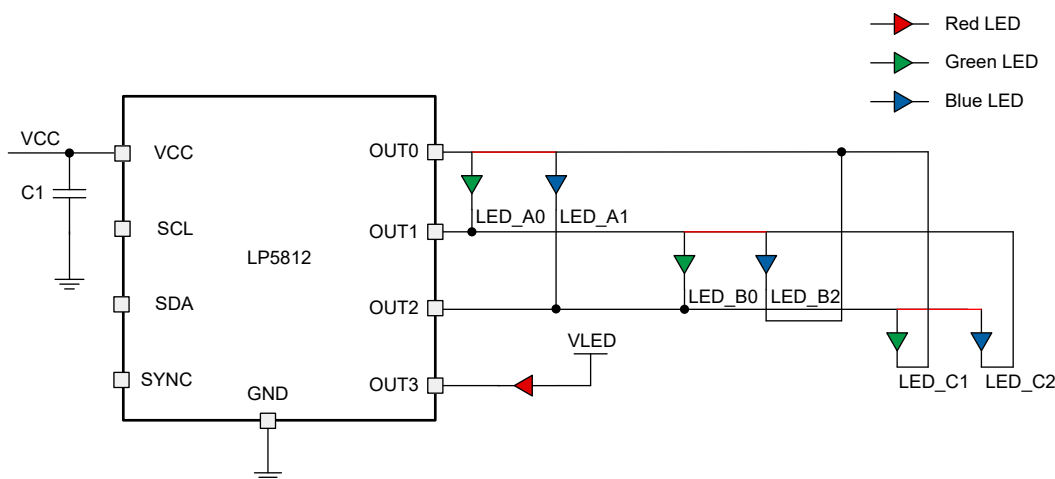 Red LED
Green LED
Blue LED
VCC
C1
VCC
SCL
SDA
SYNC
LP5812
GND
OUT0
OUT1
OUT2
OUT3
LED_A0
LED_A1
LED_B0
LED_B2
VLED
LED_C1
LED_C2